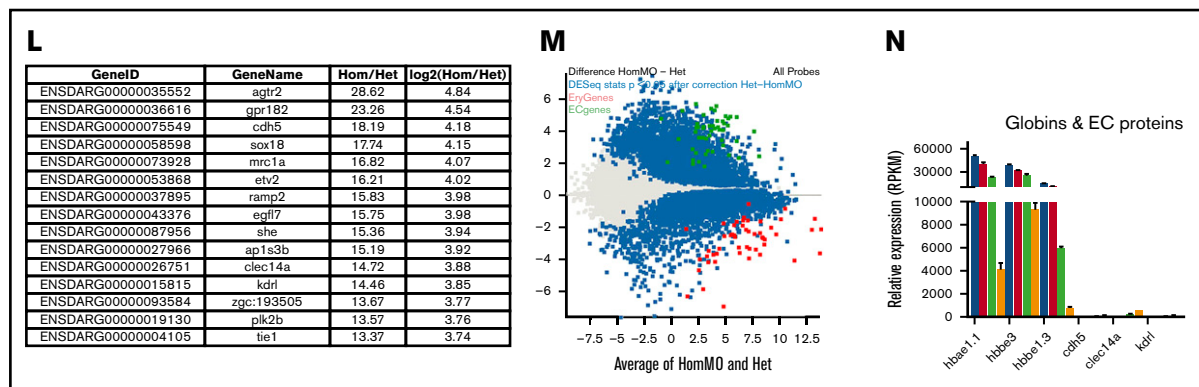 L
GeneID GeneName Hom/Het log2(Hom/Het)
ENSDARG00000035552 agtr2 28.62 4.84
ENSDARG00000036616 gpr182 23.26 4.54
ENSDARG00000075549 cdh5 18.19 4.18
ENSDARG00000058598 sox18 17.74 4.15
ENSDARG00000073928 mrc1a 16.82 4.07
ENSDARG00000053868 etv2 16.21 4.02
ENSDARG00000037895 ramp2 15.83 3.98
ENSDARG00000043376 egfl7 15.75 3.98
ENSDARG00000087956 she 15.36 3.94
ENSDARG00000027966 ap1s3b 15.19 3.92
ENSDARG00000026751 clec14a 14.72 3.88
ENSDARG00000015815 kdrl 14.46 3.85
ENSDARG00000093584 zgc:193505 13.67 3.77
ENSDARG00000019130 plk2b 13.57 3.76
ENSDARG00000004105 tie1 13.37 3.74
M
Difference HomMO – Het All Probes
DESeq stats p <0.05 after correction Het–HomMO
EryGenes
ECgenes
6
4
2
0
−2
−4
−6
−7.5 −5 −2.5 0 2.5 5 7.5 10 12.5
Average of HomMO and Het
N
Globins & EC proteins
Relative expression (RPKM)
60000
30000
10000
8000
6000
4000
2000
0
hbae1.1 hbbe3 hbbe1.3 cdh5 clec14a kdrl